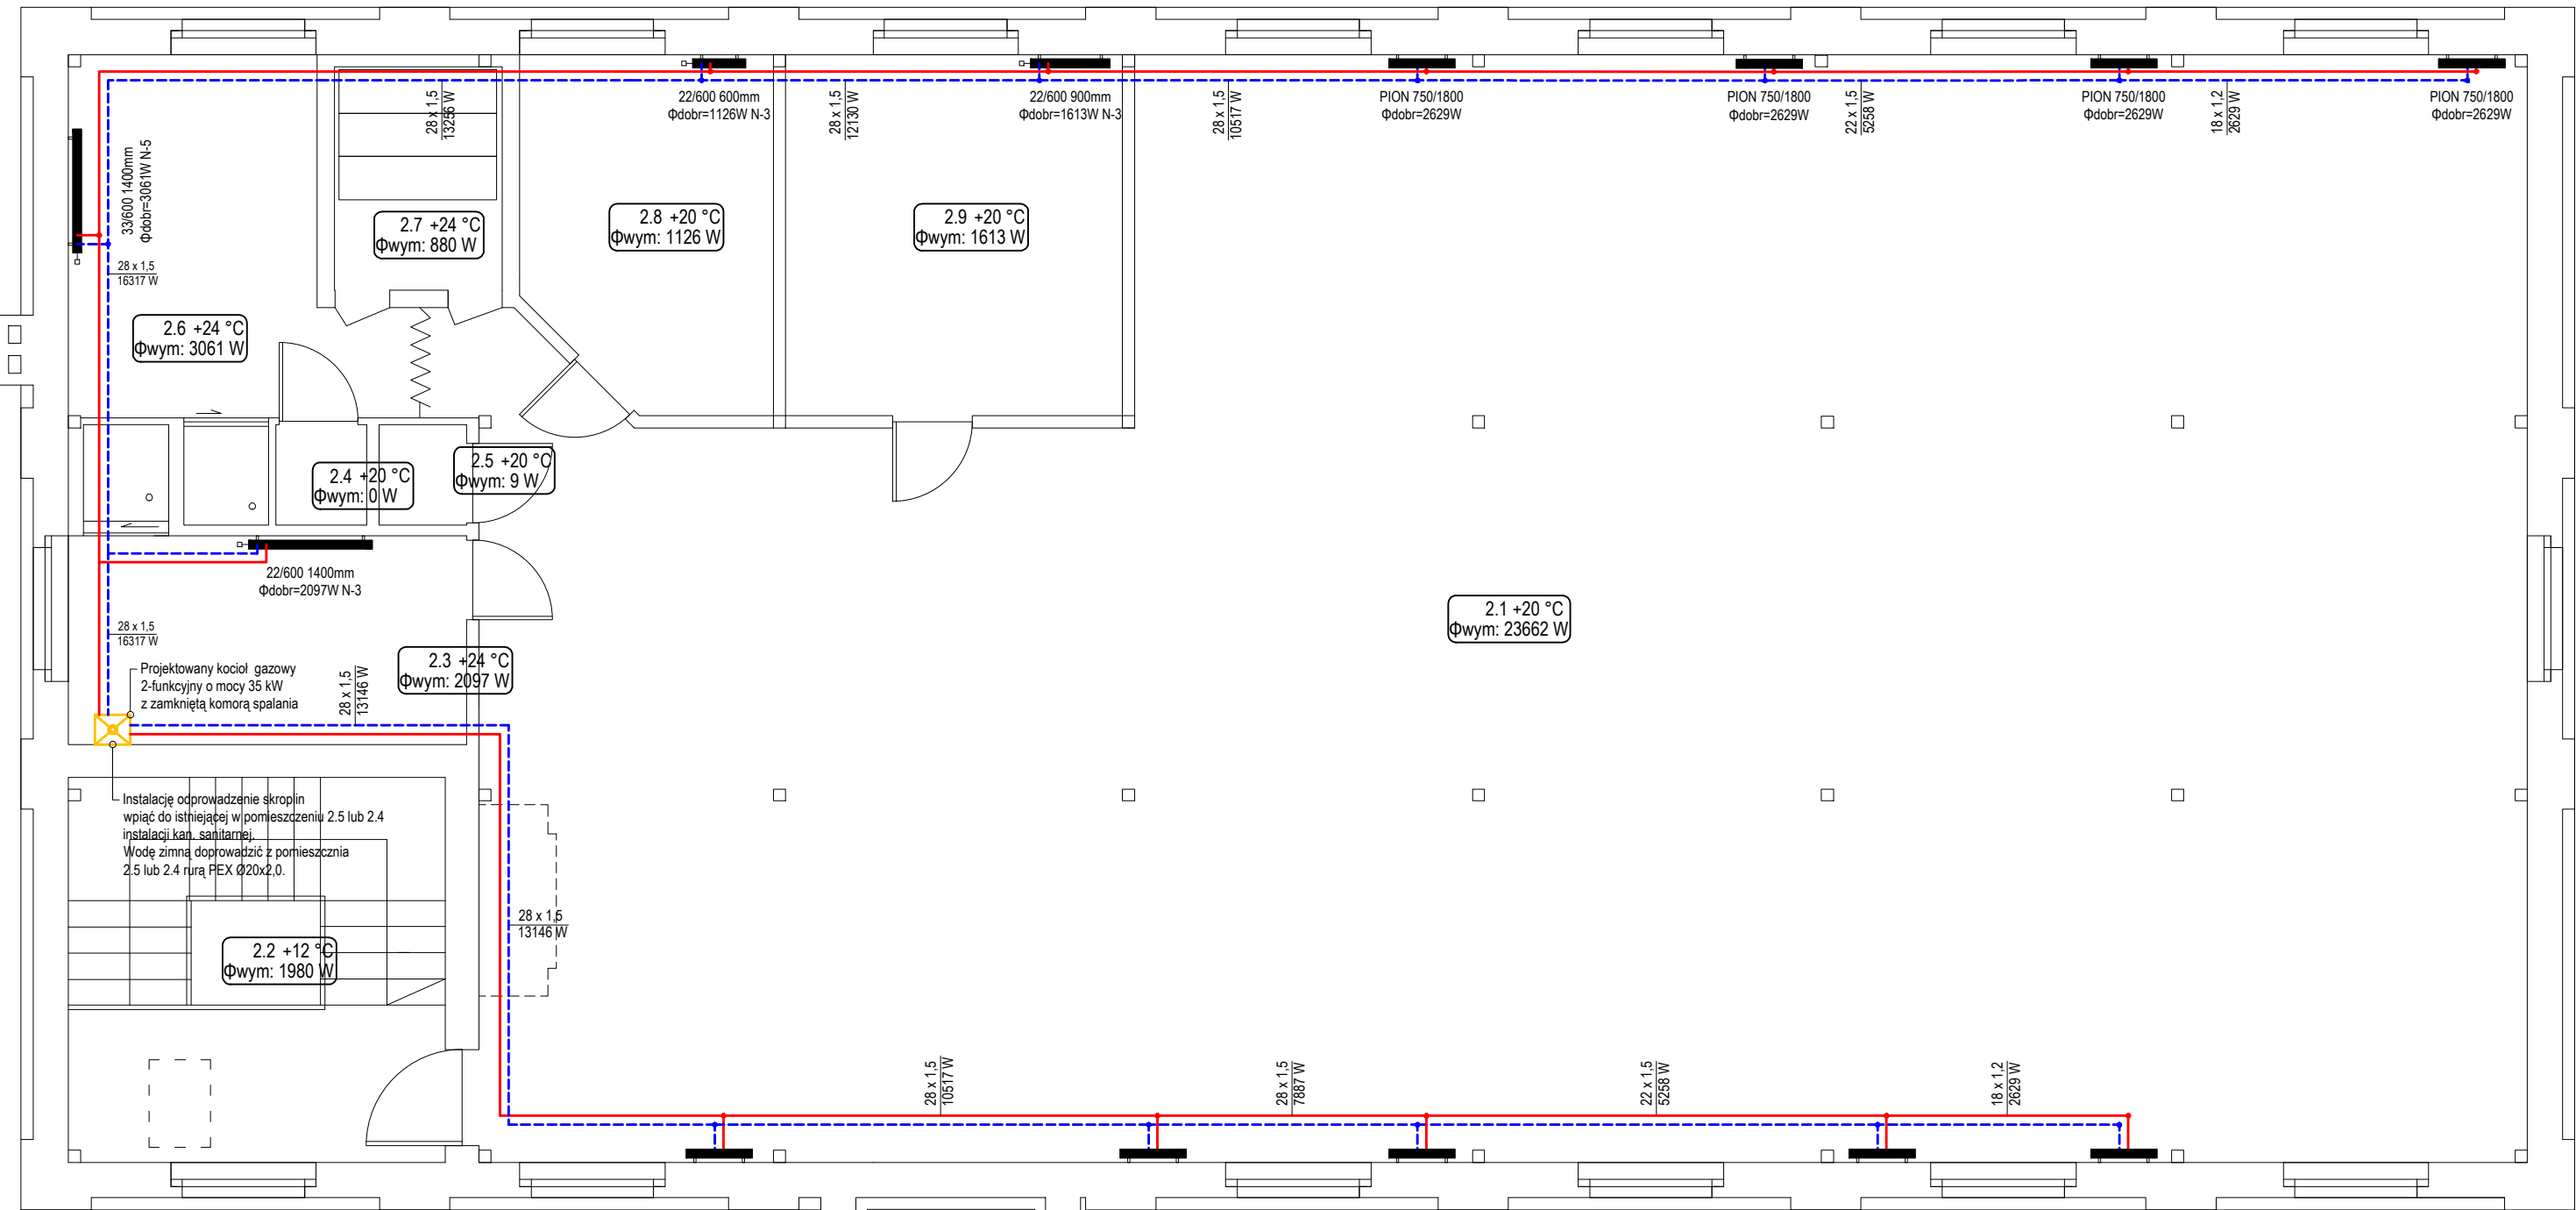 28 x 1,5
13256 W
22/600 600mm
Φdobr=1126W N-3
28 x 1,5
12130 W
22/600 900mm
Φdobr=1613W N-3
28 x 1,5
10517 W
PION 750/1800
Φdobr=2629W
PION 750/1800
Φdobr=2629W
22 x 1,5
5258 W
PION 750/1800
Φdobr=2629W
18 x 1,2
2629 W
PION 750/1800
Φdobr=2629W
33/600 1400mm
Φdobr=3061W N-5
28 x 1,5
16317 W
2.7 +24 °C
Φwym: 880 W
2.8 +20 °C
Φwym: 1126 W
2.9 +20 °C
Φwym: 1613 W
2.6 +24 °C
Φwym: 3061 W
2.4 +20 °C
Φwym: 0 W
2.5 +20 °C
Φwym: 9 W
22/600 1400mm
Φdobr=2097W N-3
2.1 +20 °C
Φwym: 23662 W
28 x 1,5
16317 W
Projektowany kocioł gazowy
2-funkcyjny o mocy 35 kW
z zamkniętą komorą spalania
28 x 1,5
13146 W
2.3 +24 °C
Φwym: 2097 W
Instalację odprowadzenie skroplin
wpiąć do istniejącej w pomieszczeniu 2.5 lub 2.4
instalacji kan. sanitarnej.
Wodę zimną doprowadzić z pomieszcznia
2.5 lub 2.4 rurą PEX Ø20x2,0.
28 x 1,5
13146 W
2.2 +12 °C
Φwym: 1980 W
28 x 1,5
10517 W
28 x 1,5
7887 W
22 x 1,5
5258 W
18 x 1,2
2629 W